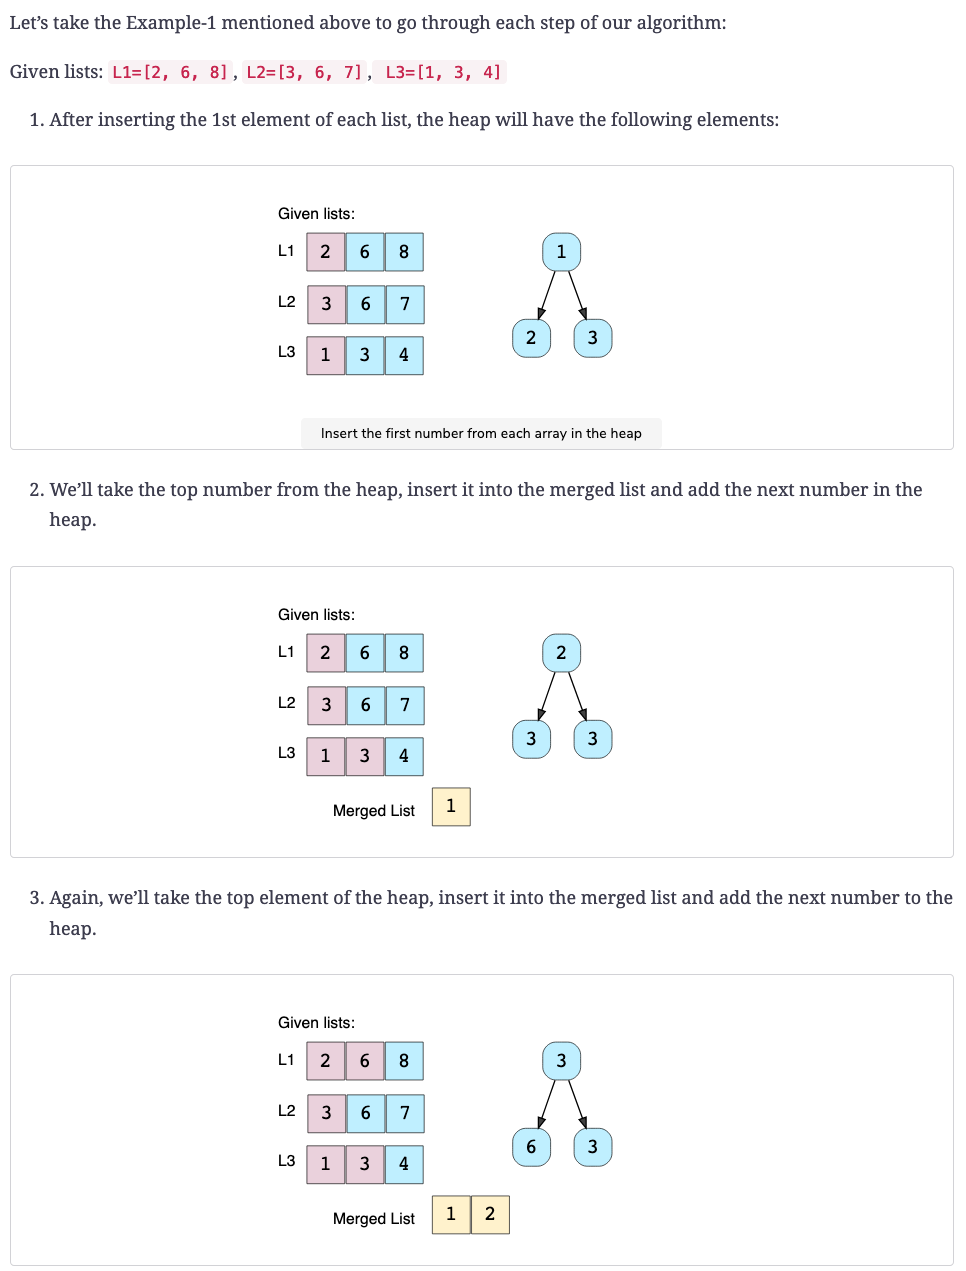 Let’s take the Example-1 mentioned above to go through each step of our algorithm:
Given lists: L1=[2, 6, 8], L2=[3, 6, 7], L3=[1, 3, 4]
1. After inserting the 1st element of each list, the heap will have the following elements:
Given lists:
L1 2 6 8
L2 3 6 7
L3 1 3 4
1
2 3
Insert the first number from each array in the heap
2. We’ll take the top number from the heap, insert it into the merged list and add the next number in the
heap.
Given lists:
L1 2 6 8
L2 3 6 7
L3 1 3 4
2
3 3
Merged List 1
3. Again, we’ll take the top element of the heap, insert it into the merged list and add the next number to the
heap.
Given lists:
L1 2 6 8
L2 3 6 7
L3 1 3 4
3
6 3
Merged List 1 2